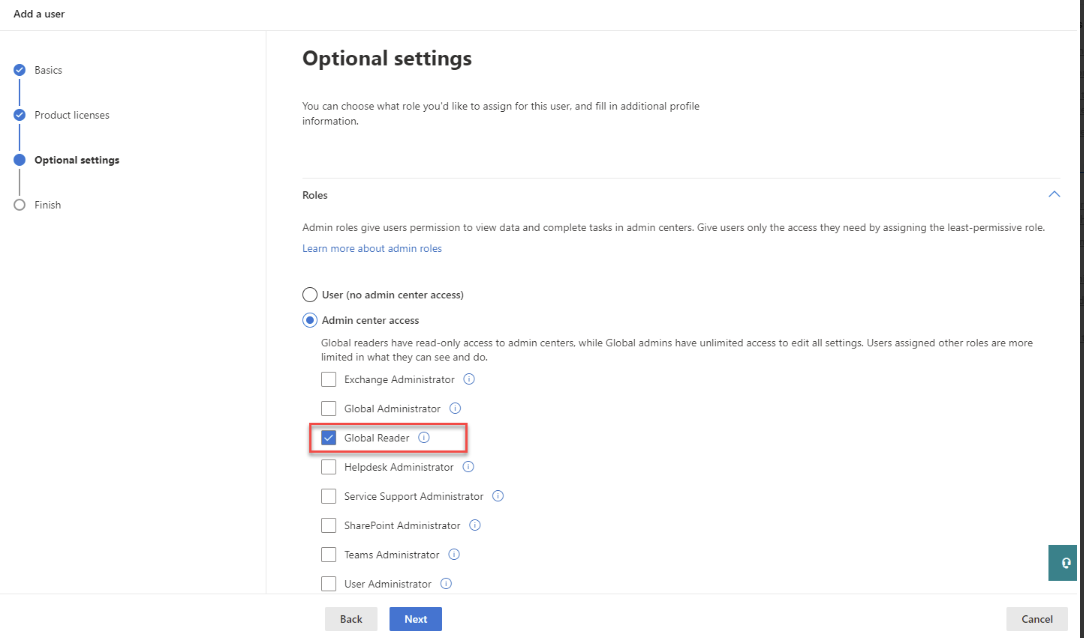 Add a user
Basics
Product licenses
Optional settings
Finish
Optional settings
You can choose what role you'd like to assign for this user, and fill in additional profile
information.
Roles
Admin roles give users permission to view data and complete tasks in admin centers. Give users only the access they need by assigning the least-permissive role.
Learn more about admin roles
User (no admin center access)
Admin center access
Global readers have read-only access to admin centers, while Global admins have unlimited access to edit all settings. Users assigned other roles are more
limited in what they can see and do.
Exchange Administrator
Global Administrator
Global Reader
Helpdesk Administrator
Service Support Administrator
SharePoint Administrator
Teams Administrator
User Administrator
Back
Next
Cancel